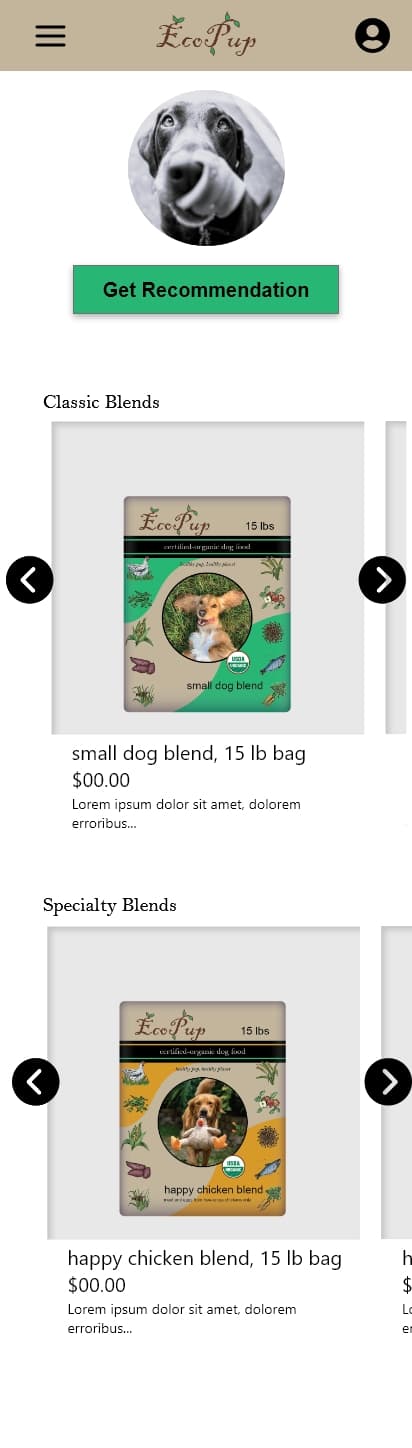 EcoPup
Get Recommendation
Classic Blends
EcoPup
15 lbs
certified-organic dog food
healthy pup, healthy planet
USDA
ORGANIC
small dog blend
small dog blend, 15 lb bag
$00.00
Lorem ipsum dolor sit amet, dolorem
erroribus...
Specialty Blends
EcoPup
15 lbs
certified-organic dog food
healthy pup, healthy planet
USDA
ORGANIC
happy chicken blend
happy chicken blend, 15 lb bag
h
$00.00
$
Lorem ipsum dolor sit amet, dolorem
erroribus...